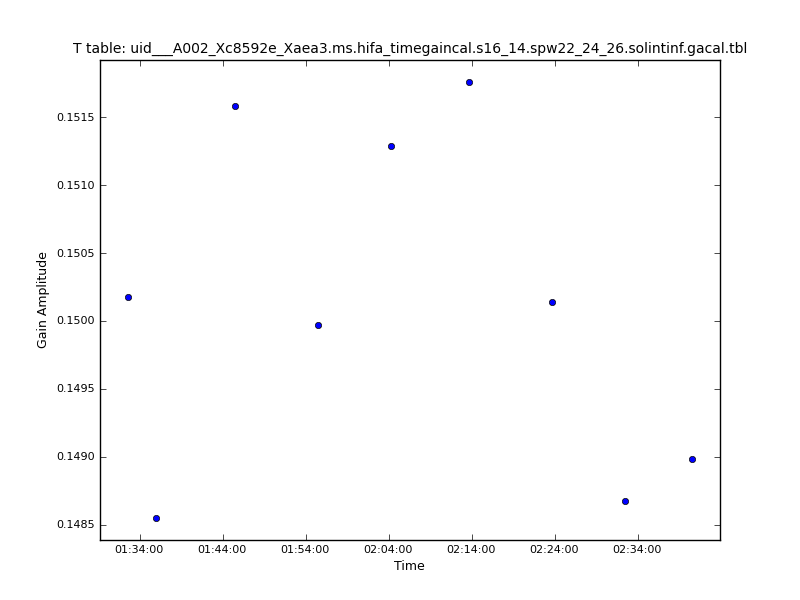 T table: uid___A002_Xc8592e_Xaea3.ms.hifa_timegaincal.s16_14.spw22_24_26.solintinf.gacal.tbl
0.1515
0.1510
0.1505
0.1500
0.1495
0.1490
0.1485
Gain Amplitude
01:34:00 01:44:00 01:54:00 02:04:00 02:14:00 02:24:00 02:34:00
Time